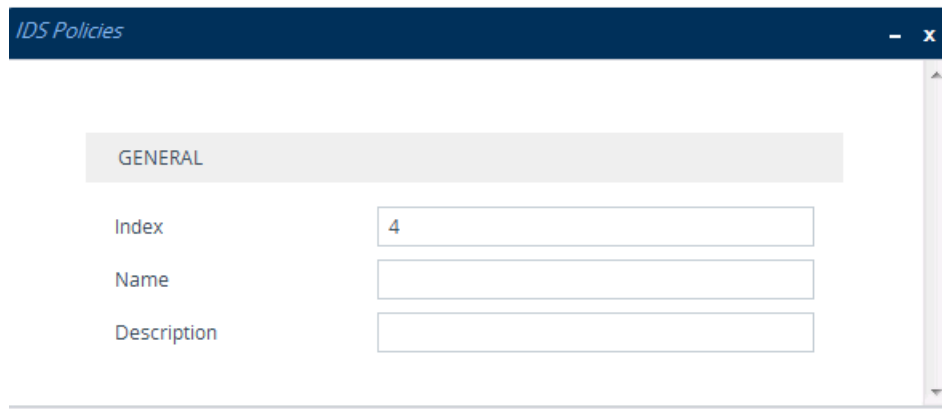 IDS Policies
– x
GENERAL
Index 4
Name
Description